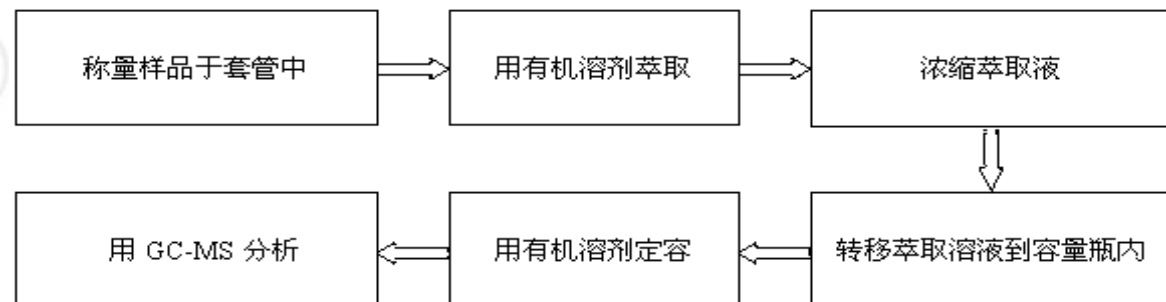 称量样品于套管中
用有机溶剂萃取
浓缩萃取液
转移萃取溶液到容量瓶内
用有机溶剂定容
用 GC-MS 分析